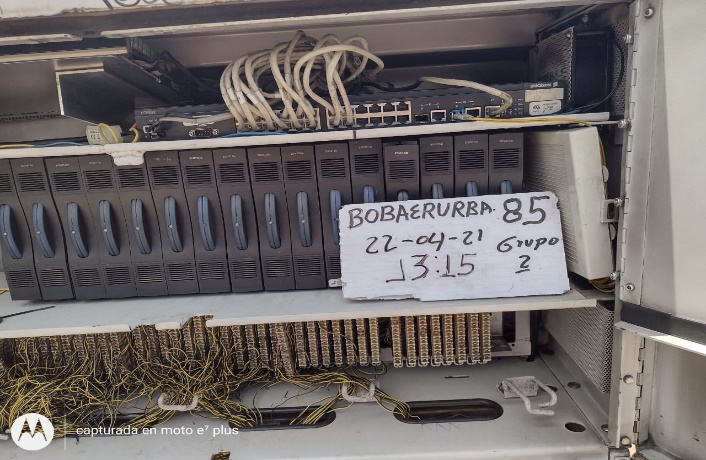 BOBAERURBA 85
22-04-21 Grupo
13:15 2
capturada en moto e⁷ plus